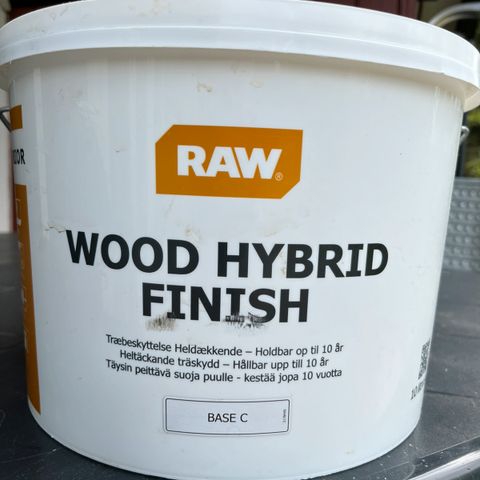 RAW®
WOOD HYBRID
FINISH
Træbeskyttelse Heldækkende – Holdbar op til 10 år
Heltäckande träskydd – Hållbar upp till 10 år
Täysin peittävä suoja puulle - kestää jopa 10 vuotta
BASE C